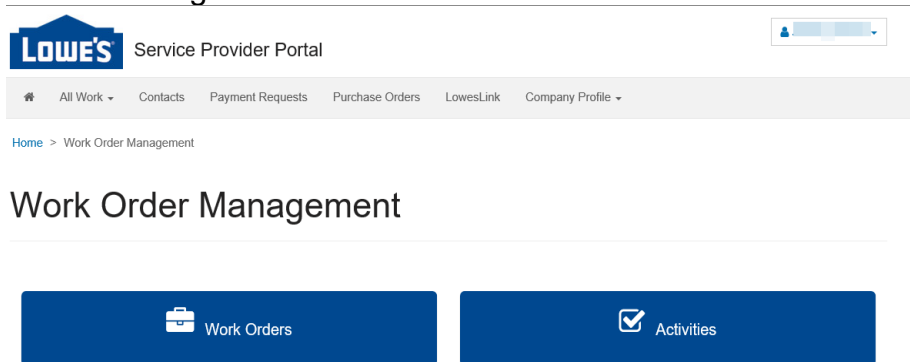 LOWE'S Service Provider Portal
All Work Contacts Payment Requests Purchase Orders LowesLink Company Profile
Home > Work Order Management
Work Order Management
Work Orders Activities